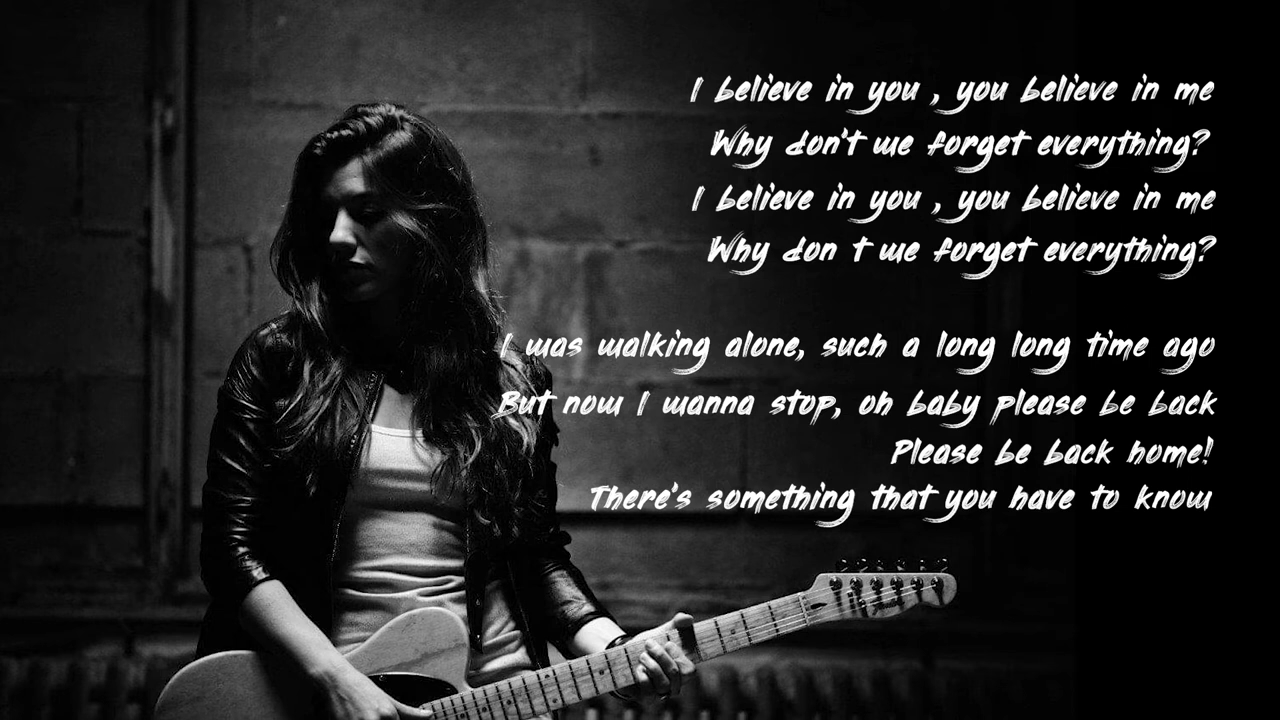 I believe in you , you believe in me
Why don't we forget everything?
I believe in you , you believe in me
Why don t we forget everything?
I was walking alone, such a long long time ago
But now I wanna stop, oh baby please be back
Please be back home!
There's something that you have to know